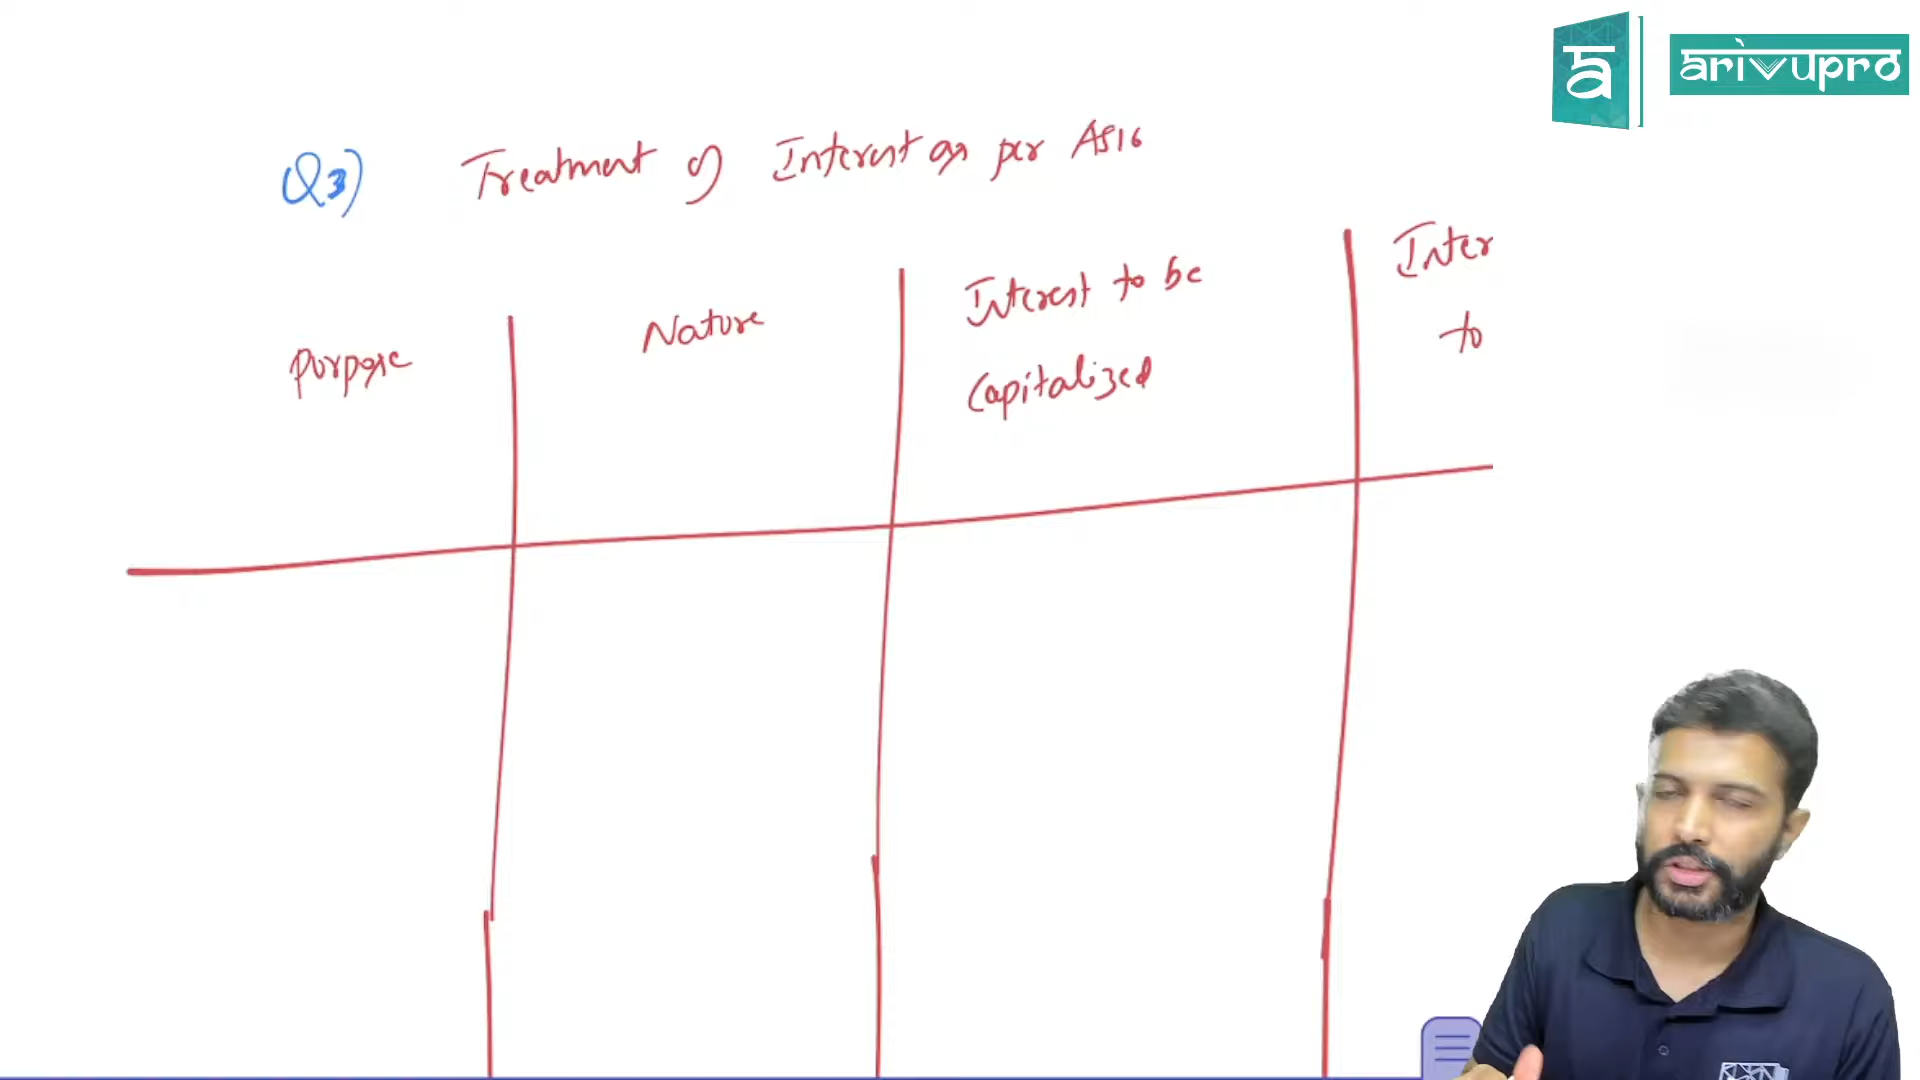 a arivupro
Q3) Treatment of Interest as per AS16
Purpose
Nature
Interest to be
Capitalized
Inter
to